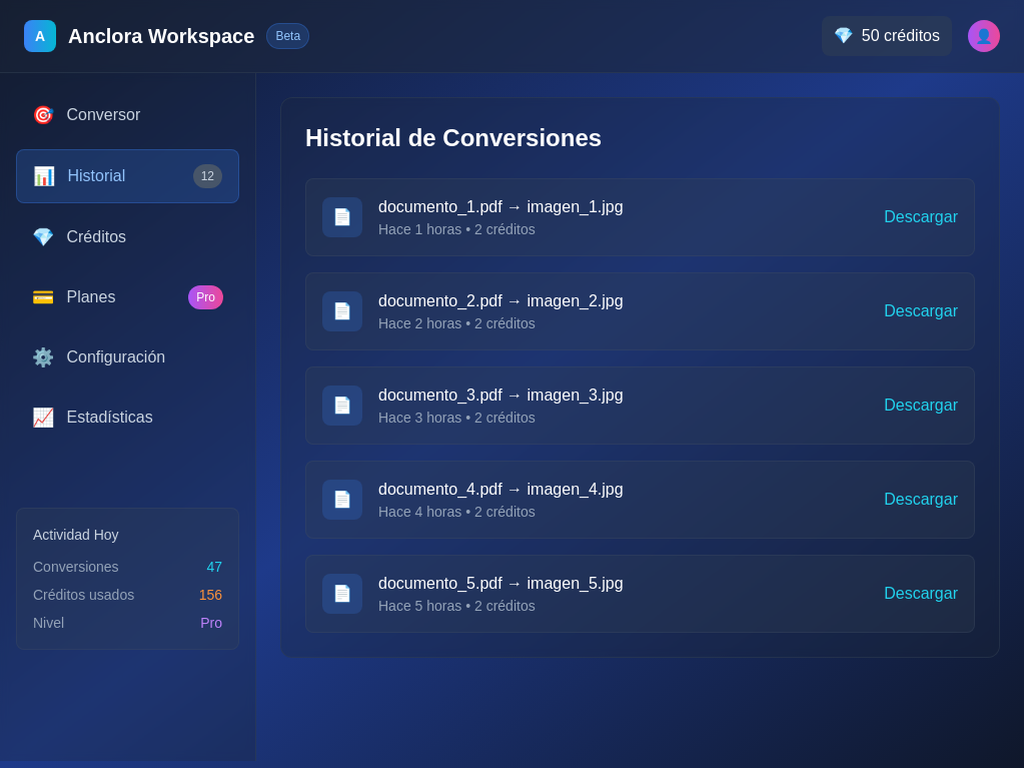 A
Anclora Workspace
Beta
50 créditos
Conversor
Historial
12
Créditos
Planes
Pro
Configuración
Estadísticas
Actividad Hoy
Conversiones
47
Créditos usados
156
Nivel
Pro
Historial de Conversiones
documento_1.pdf → imagen_1.jpg
Hace 1 horas • 2 créditos
Descargar
documento_2.pdf → imagen_2.jpg
Hace 2 horas • 2 créditos
Descargar
documento_3.pdf → imagen_3.jpg
Hace 3 horas • 2 créditos
Descargar
documento_4.pdf → imagen_4.jpg
Hace 4 horas • 2 créditos
Descargar
documento_5.pdf → imagen_5.jpg
Hace 5 horas • 2 créditos
Descargar